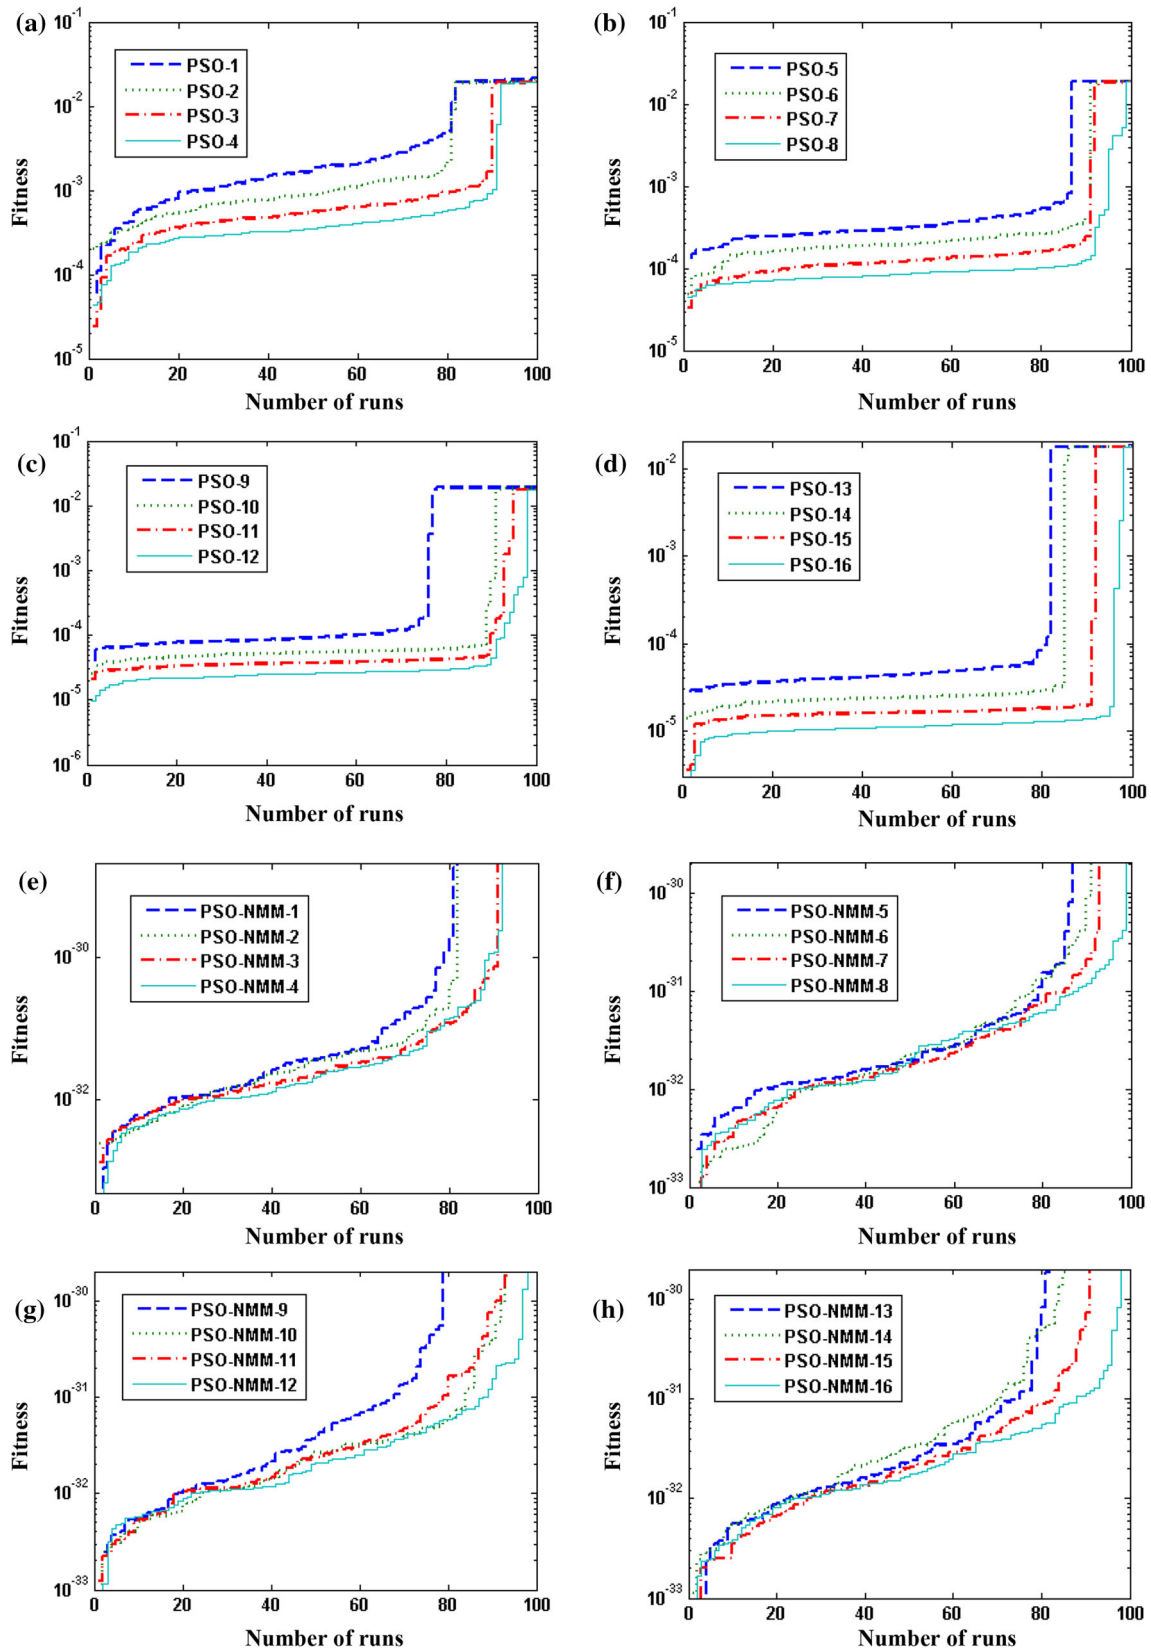 (a)
10-1
10-2
10-3
10-4
10-5
Fitness
PSO-1
PSO-2
PSO-3
PSO-4
0 20 40 60 80 100
Number of runs
(b)
10-1
10-2
10-3
10-4
10-5
Fitness
PSO-5
PSO-6
PSO-7
PSO-8
0 20 40 60 80 100
Number of runs
(c)
10-1
10-2
10-3
10-4
10-5
10-6
Fitness
PSO-9
PSO-10
PSO-11
PSO-12
0 20 40 60 80 100
Number of runs
(d)
10-2
10-3
10-4
10-5
Fitness
PSO-13
PSO-14
PSO-15
PSO-16
0 20 40 60 80 100
Number of runs
(e)
10-30
10-32
Fitness
PSO-NMM-1
PSO-NMM-2
PSO-NMM-3
PSO-NMM-4
0 20 40 60 80 100
Number of runs
(f)
10-30
10-31
10-32
10-33
Fitness
PSO-NMM-5
PSO-NMM-6
PSO-NMM-7
PSO-NMM-8
0 20 40 60 80 100
Number of runs
(g)
10-30
10-31
10-32
10-33
Fitness
PSO-NMM-9
PSO-NMM-10
PSO-NMM-11
PSO-NMM-12
0 20 40 60 80 100
Number of runs
(h)
10-30
10-31
10-32
10-33
Fitness
PSO-NMM-13
PSO-NMM-14
PSO-NMM-15
PSO-NMM-16
0 20 40 60 80 100
Number of runs